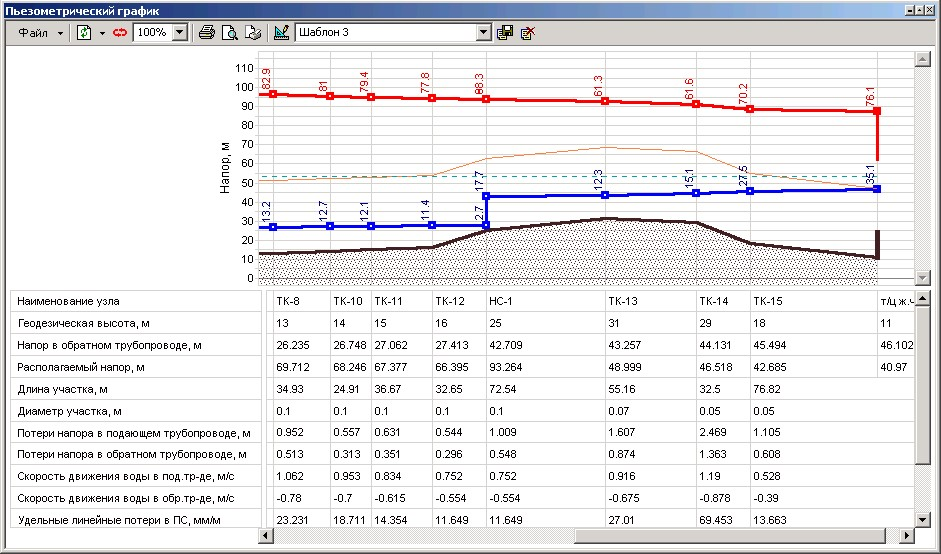 Пьезометрический график
Файл 100% Шаблон 3
Напор, м
110
100
90
80
70
60
50
40
30
20
10
0
82.9 81 79.4 77.8 68.3 61.3 61.6 70.2 76.1
13.2 12.7 12.1 11.4 2.7 17.7 12.3 15.1 27.5 35.1
Наименование узла ТК-8 ТК-10 ТК-11 ТК-12 НС-1 ТК-13 ТК-14 ТК-15 т/ц ж.ч
Геодезическая высота, м 13 14 15 16 25 31 29 18 11
Напор в обратном трубопроводе, м 26.235 26.748 27.062 27.413 42.709 43.257 44.131 45.494 46.102
Располагаемый напор, м 69.712 68.246 67.377 66.395 93.264 48.999 46.518 42.685 40.97
Длина участка, м 34.93 24.91 36.67 32.65 72.54 55.16 32.5 76.82
Диаметр участка, м 0.1 0.1 0.1 0.1 0.1 0.07 0.05 0.05
Потери напора в подающем трубопроводе, м 0.952 0.557 0.631 0.544 1.009 1.607 2.469 1.105
Потери напора в обратном трубопроводе, м 0.513 0.313 0.351 0.296 0.548 0.874 1.363 0.608
Скорость движения воды в под.тр-де, м/с 1.062 0.953 0.834 0.752 0.752 0.916 1.19 0.528
Скорость движения воды в обр.тр-де, м/с -0.78 -0.7 -0.615 -0.554 -0.554 -0.675 -0.878 -0.39
Удельные линейные потери в ПС, мм/м 23.231 18.711 14.354 11.649 11.649 27.01 69.453 13.663